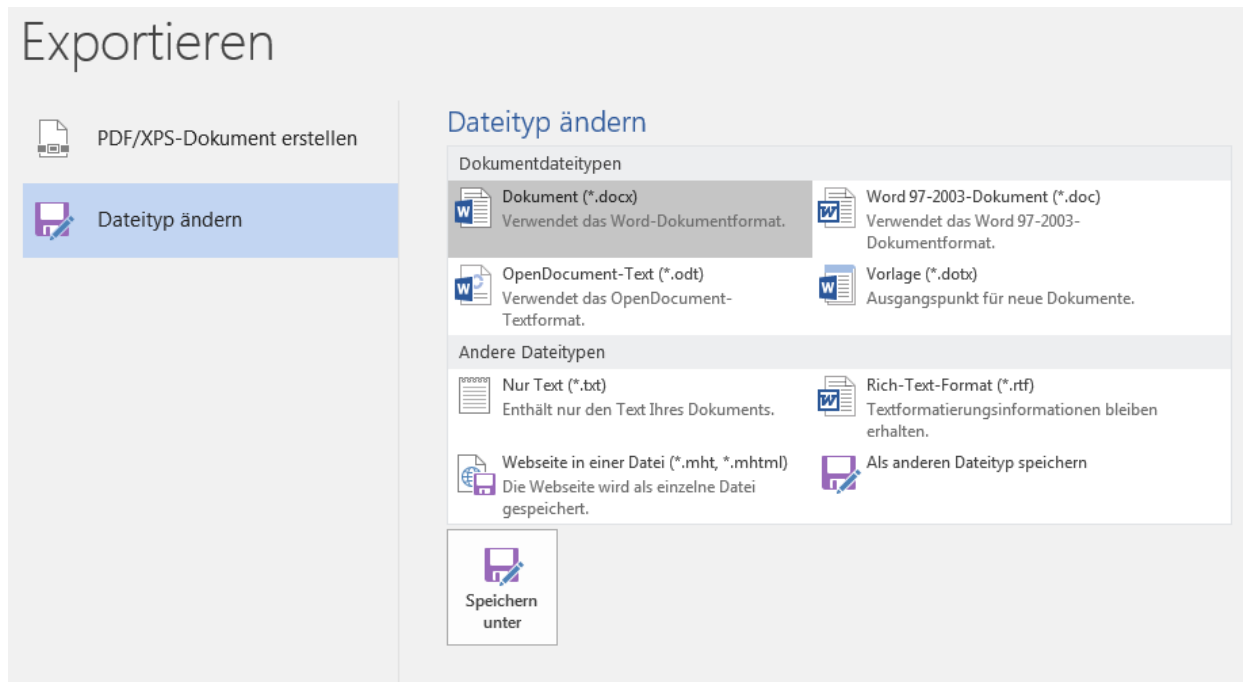 Exportieren
PDF/XPS-Dokument erstellen
Dateityp ändern
Dateityp ändern
Dokumentdateitypen
Dokument (*.docx)
Verwendet das Word-Dokumentformat.
Word 97-2003-Dokument (*.doc)
Verwendet das Word 97-2003-
Dokumentformat.
OpenDocument-Text (*.odt)
Verwendet das OpenDocument-
Textformat.
Vorlage (*.dotx)
Ausgangspunkt für neue Dokumente.
Andere Dateitypen
Nur Text (*.txt)
Enthält nur den Text Ihres Dokuments.
Rich-Text-Format (*.rtf)
Textformatierungsinformationen bleiben
erhalten.
Webseite in einer Datei (*.mht, *.mhtml)
Die Webseite wird als einzelne Datei
gespeichert.
Als anderen Dateityp speichern
Speichern
unter